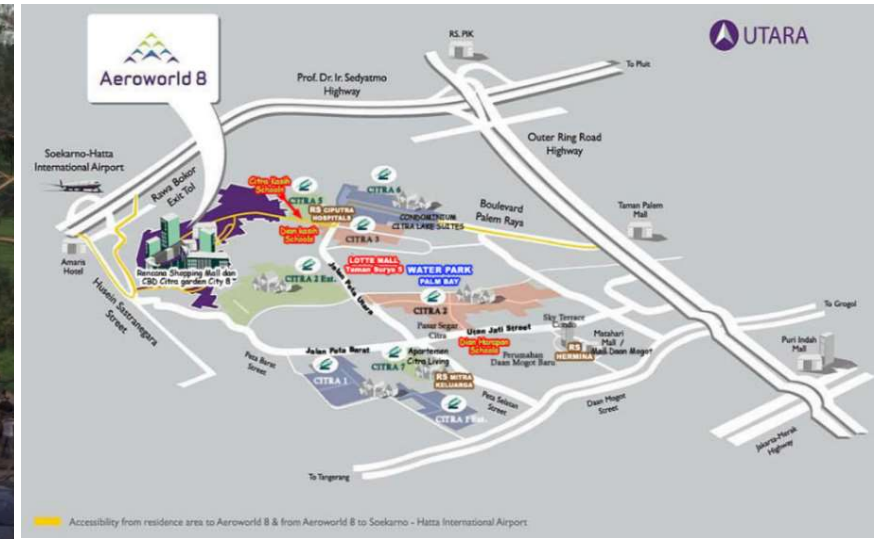 Aeroworld 8
UTARA
RS. PIK
To Pluit
Prof. Dr. Ir. Sedyatmo
Highway
Outer Ring Road
Highway
Soekarno-Hatta
International Airport
Rawa Bokor
Exit Tol
Citra kasih
Schools
CITRA 5
CITRA 6
RS CIPUTRA
HOSPITALS
CONDOMINIUM
CITRA LAKE SUITES
Boulevard
Palem Raya
Taman Palem
Mall
Dian kasih
Schools
CITRA 3
Amaris
Hotel
Rencana Shopping Mall dan
CBD Citra garden City 8
LOTTE MALL
Taman Surya 5
WATER PARK
PALM BAY
CITRA 2 Ext.
Jalan Peta Utara
CITRA 2
Husein Sastranegara
Street
Pasar Segar
Citra
Utan Jati Street
Sky Terrace
Condo
To Grogol
Matahari
Mall /
Mall Daan Mogot
Puri Indah
Mall
Dian Harapan
Schools
RS
HERMINA
Perumahan
Daan Mogot Baru
Peta Barat
Street
Jalan Peta Barat
Apartemen
Citra Living
CITRA 1
CITRA 7
RS MITRA
KELUARGA
Peta Selatan
Street
Daan Mogot
Street
CITRA 1 Ext.
Jakarta-Merak
Highway
To Tangerang
Accessibility from residence area to Aeroworld 8 & from Aeroworld 8 to Soekarno - Hatta International Airport